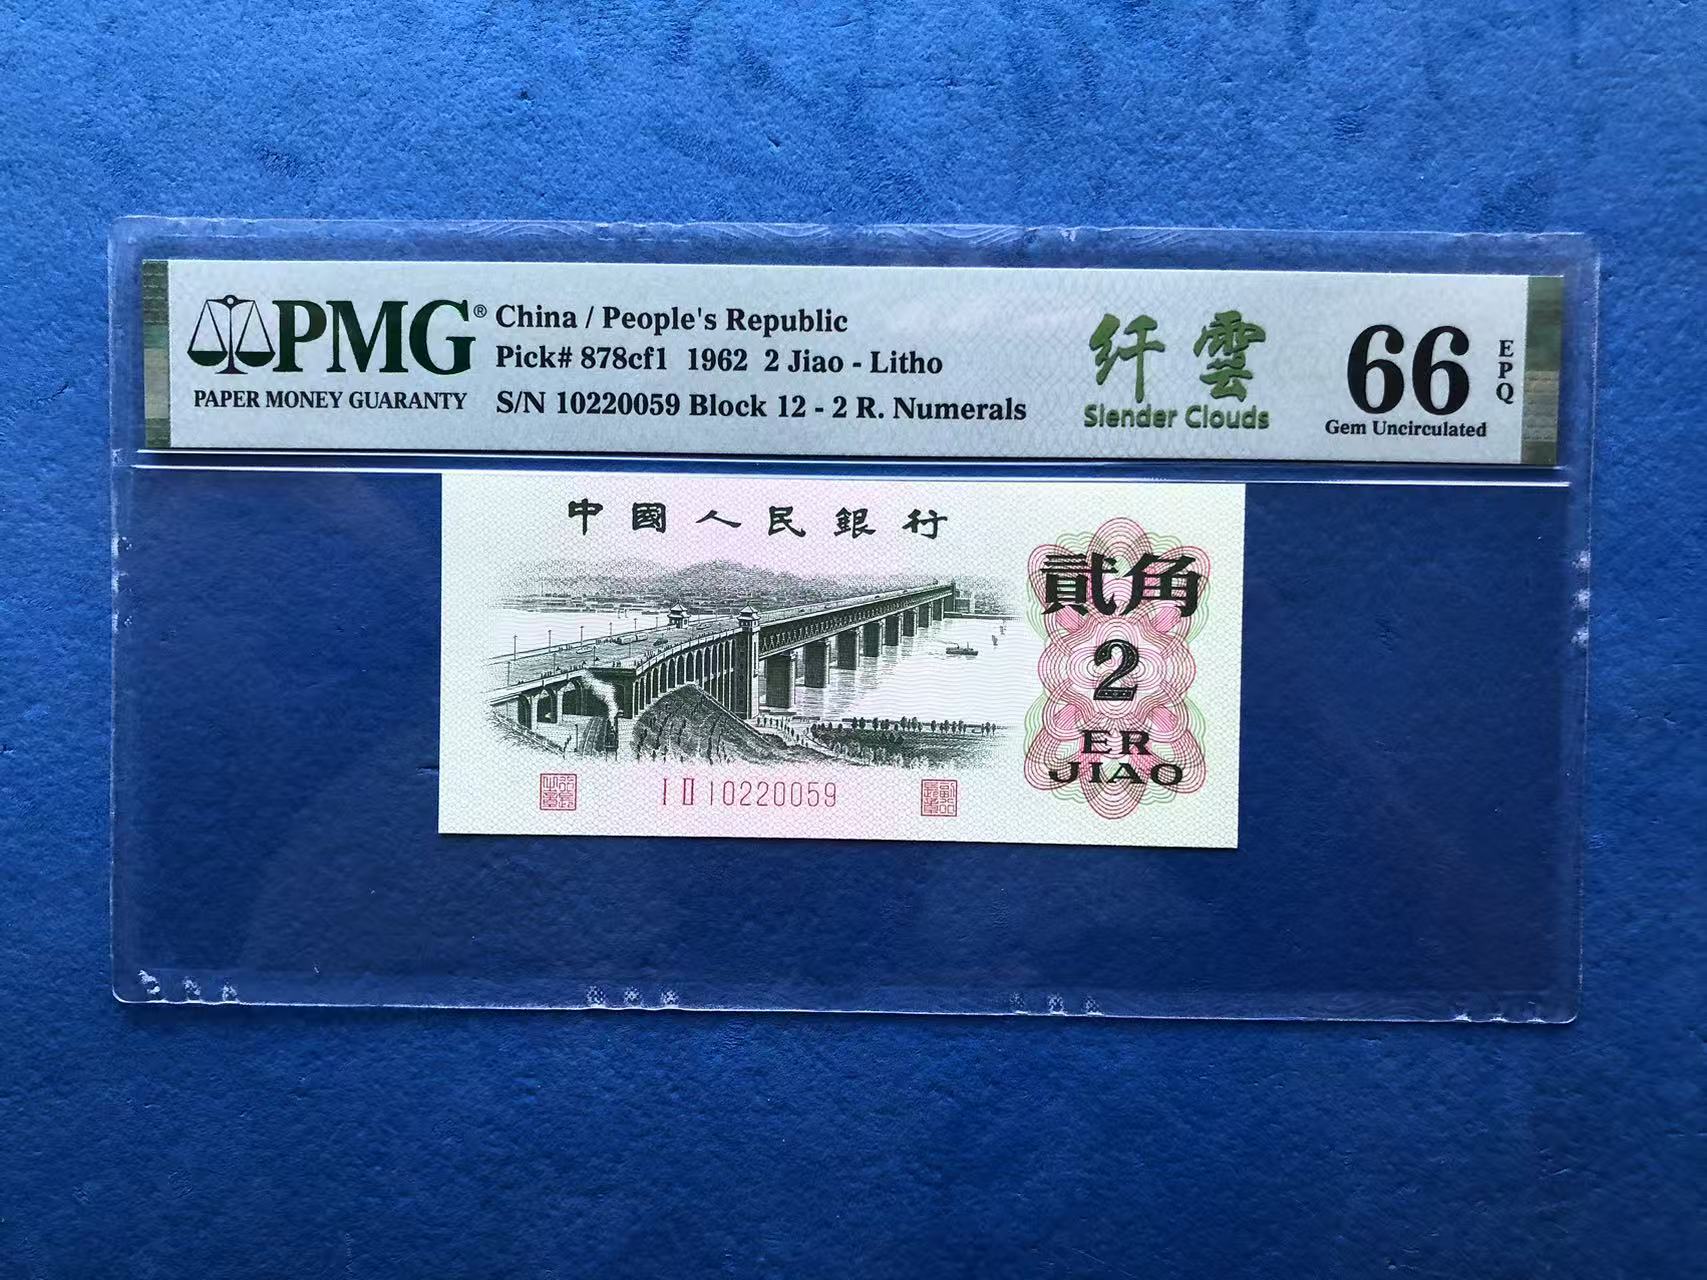 PMG®
PAPER MONEY GUARANTY
China / People's Republic
Pick# 878cf1 1962 2 Jiao - Litho
S/N 10220059 Block 12 - 2 R. Numerals
纤雲
Slender Clouds
66
EPQ
Gem Uncirculated
中國人民銀行
貳角
2
ER
JIAO
I II 10220059